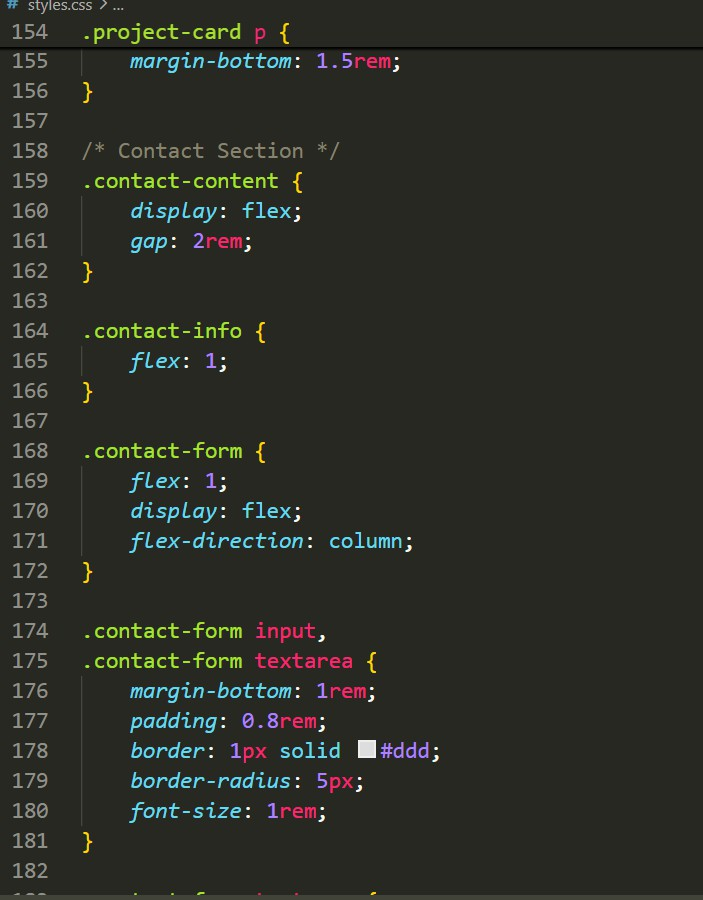 # styles.css > ...
154 .project-card p {
155     margin-bottom: 1.5rem;
156 }
157
158 /* Contact Section */
159 .contact-content {
160     display: flex;
161     gap: 2rem;
162 }
163
164 .contact-info {
165     flex: 1;
166 }
167
168 .contact-form {
169     flex: 1;
170     display: flex;
171     flex-direction: column;
172 }
173
174 .contact-form input,
175 .contact-form textarea {
176     margin-bottom: 1rem;
177     padding: 0.8rem;
178     border: 1px solid #ddd;
179     border-radius: 5px;
180     font-size: 1rem;
181 }
182